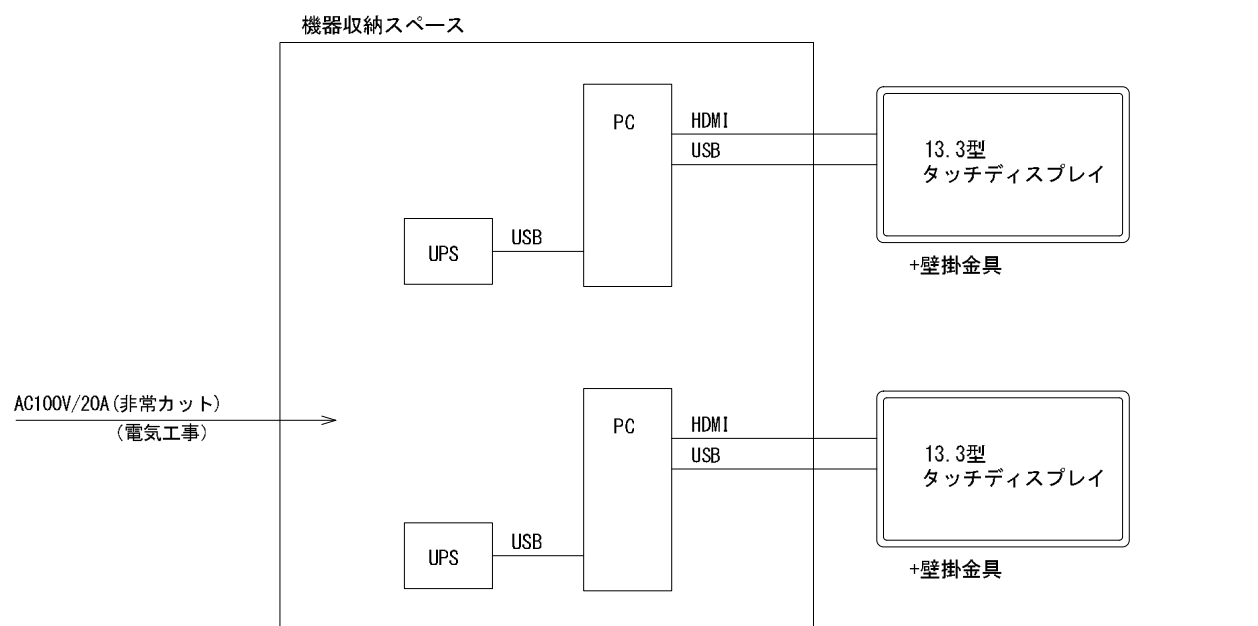 機器収納スペース
PC
HDMI
USB
13.3型
タッチディスプレイ
USB
UPS
+壁掛金具
AC100V/20A(非常カット)
(電気工事)
PC
HDMI
USB
13.3型
タッチディスプレイ
USB
UPS
+壁掛金具